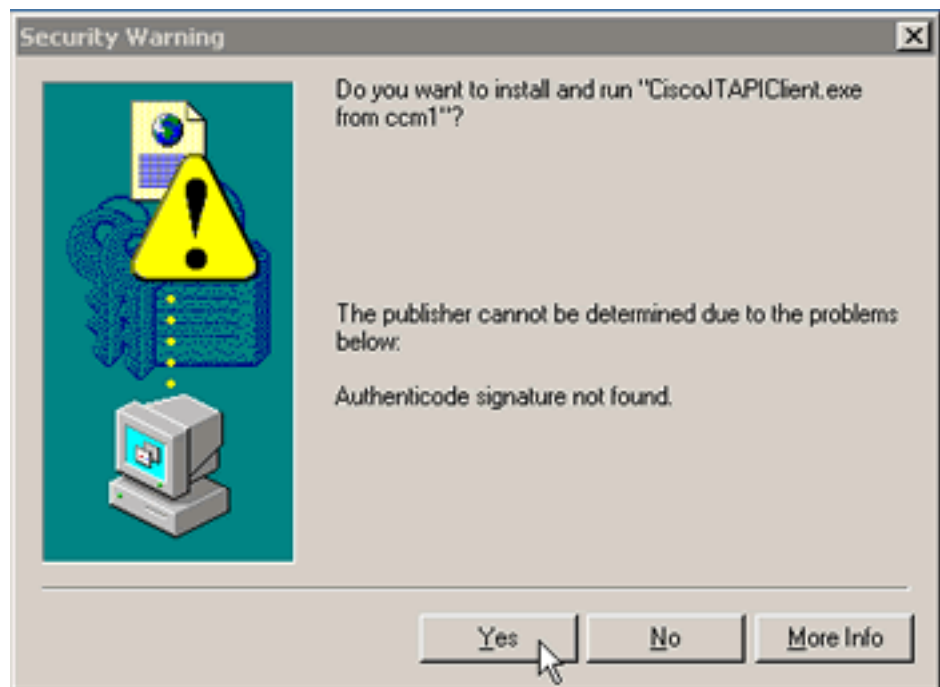 Security Warning
Do you want to install and run "CiscoJTAPIClient.exe
from ccm1"?
The publisher cannot be determined due to the problems
below:
Authenticode signature not found.
Yes
No
More Info